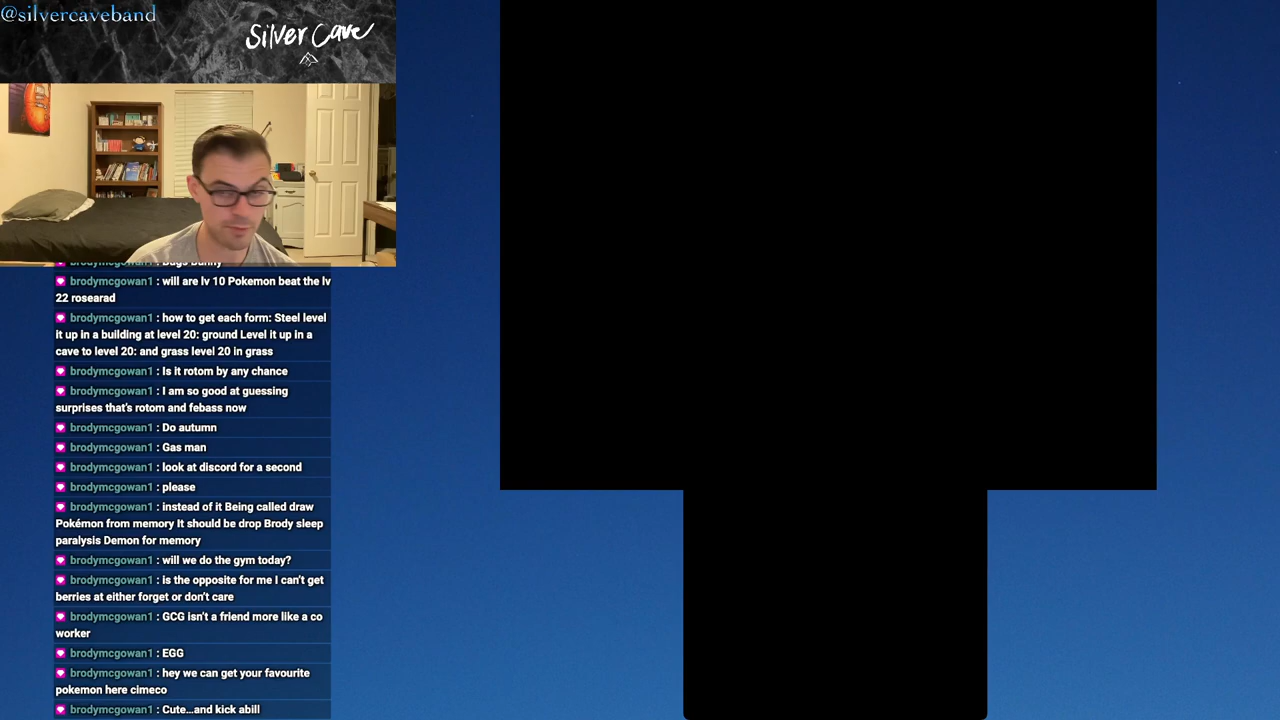 @silvercaveband
Silver Cave
Bugs Bunny
brodymcgowan1 : will are lv 10 Pokemon beat the lv
22 rosearad
brodymcgowan1 : how to get each form: Steel level
it up in a building at level 20: ground Level it up in a
cave to level 20: and grass level 20 in grass
brodymcgowan1 : Is it rotom by any chance
brodymcgowan1 : I am so good at guessing
surprises that's rotom and febass now
brodymcgowan1 : Do autumn
brodymcgowan1 : Gas man
brodymcgowan1 : look at discord for a second
brodymcgowan1 : please
brodymcgowan1 : instead of it Being called draw
Pokémon from memory It should be drop Brody sleep
paralysis Demon for memory
brodymcgowan1 : will we do the gym today?
brodymcgowan1 : is the opposite for me I can't get
berries at either forget or don't care
brodymcgowan1 : GCG isn't a friend more like a co
worker
brodymcgowan1 : EGG
brodymcgowan1 : hey we can get your favourite
pokemon here cimeco
brodymcgowan1 : Cute...and kick abill